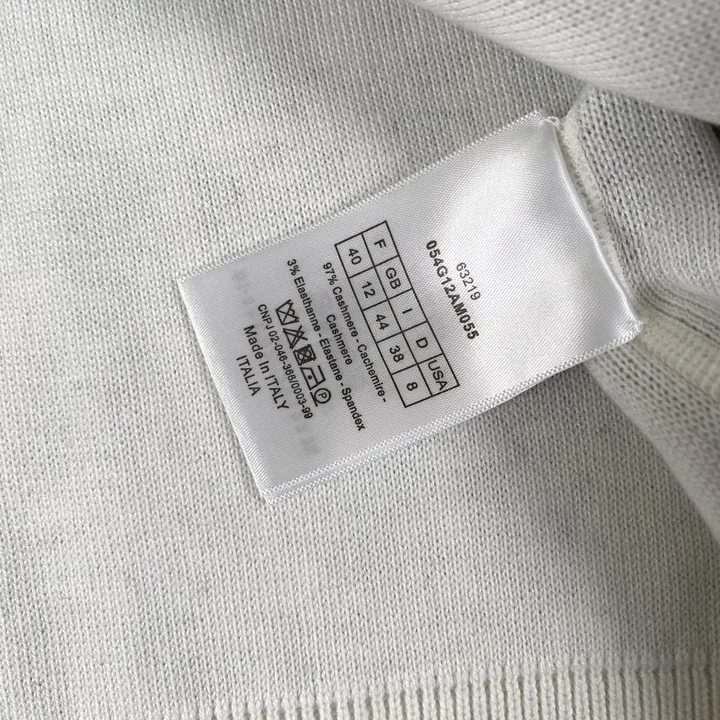 63219
054G12AM055
F GB I D USA
40 12 44 38 8
97% Cashmere - Cachemire -
Cashmere
3% Elasthanne - Elastane - Spandex
CNPJ 02-046-366/0003-99
Made in ITALY
ITALIA